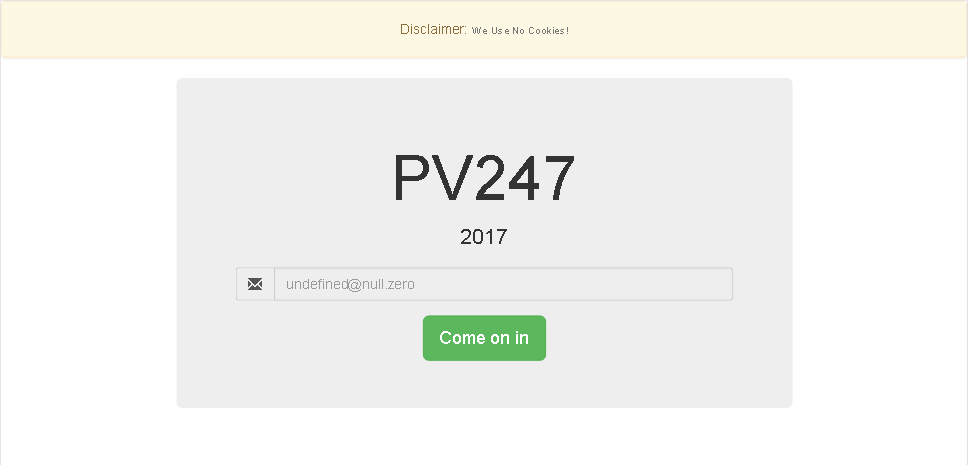 Disclaimer: We Use No Cookies!
PV247
2017
undefined@null.zero
Come on in